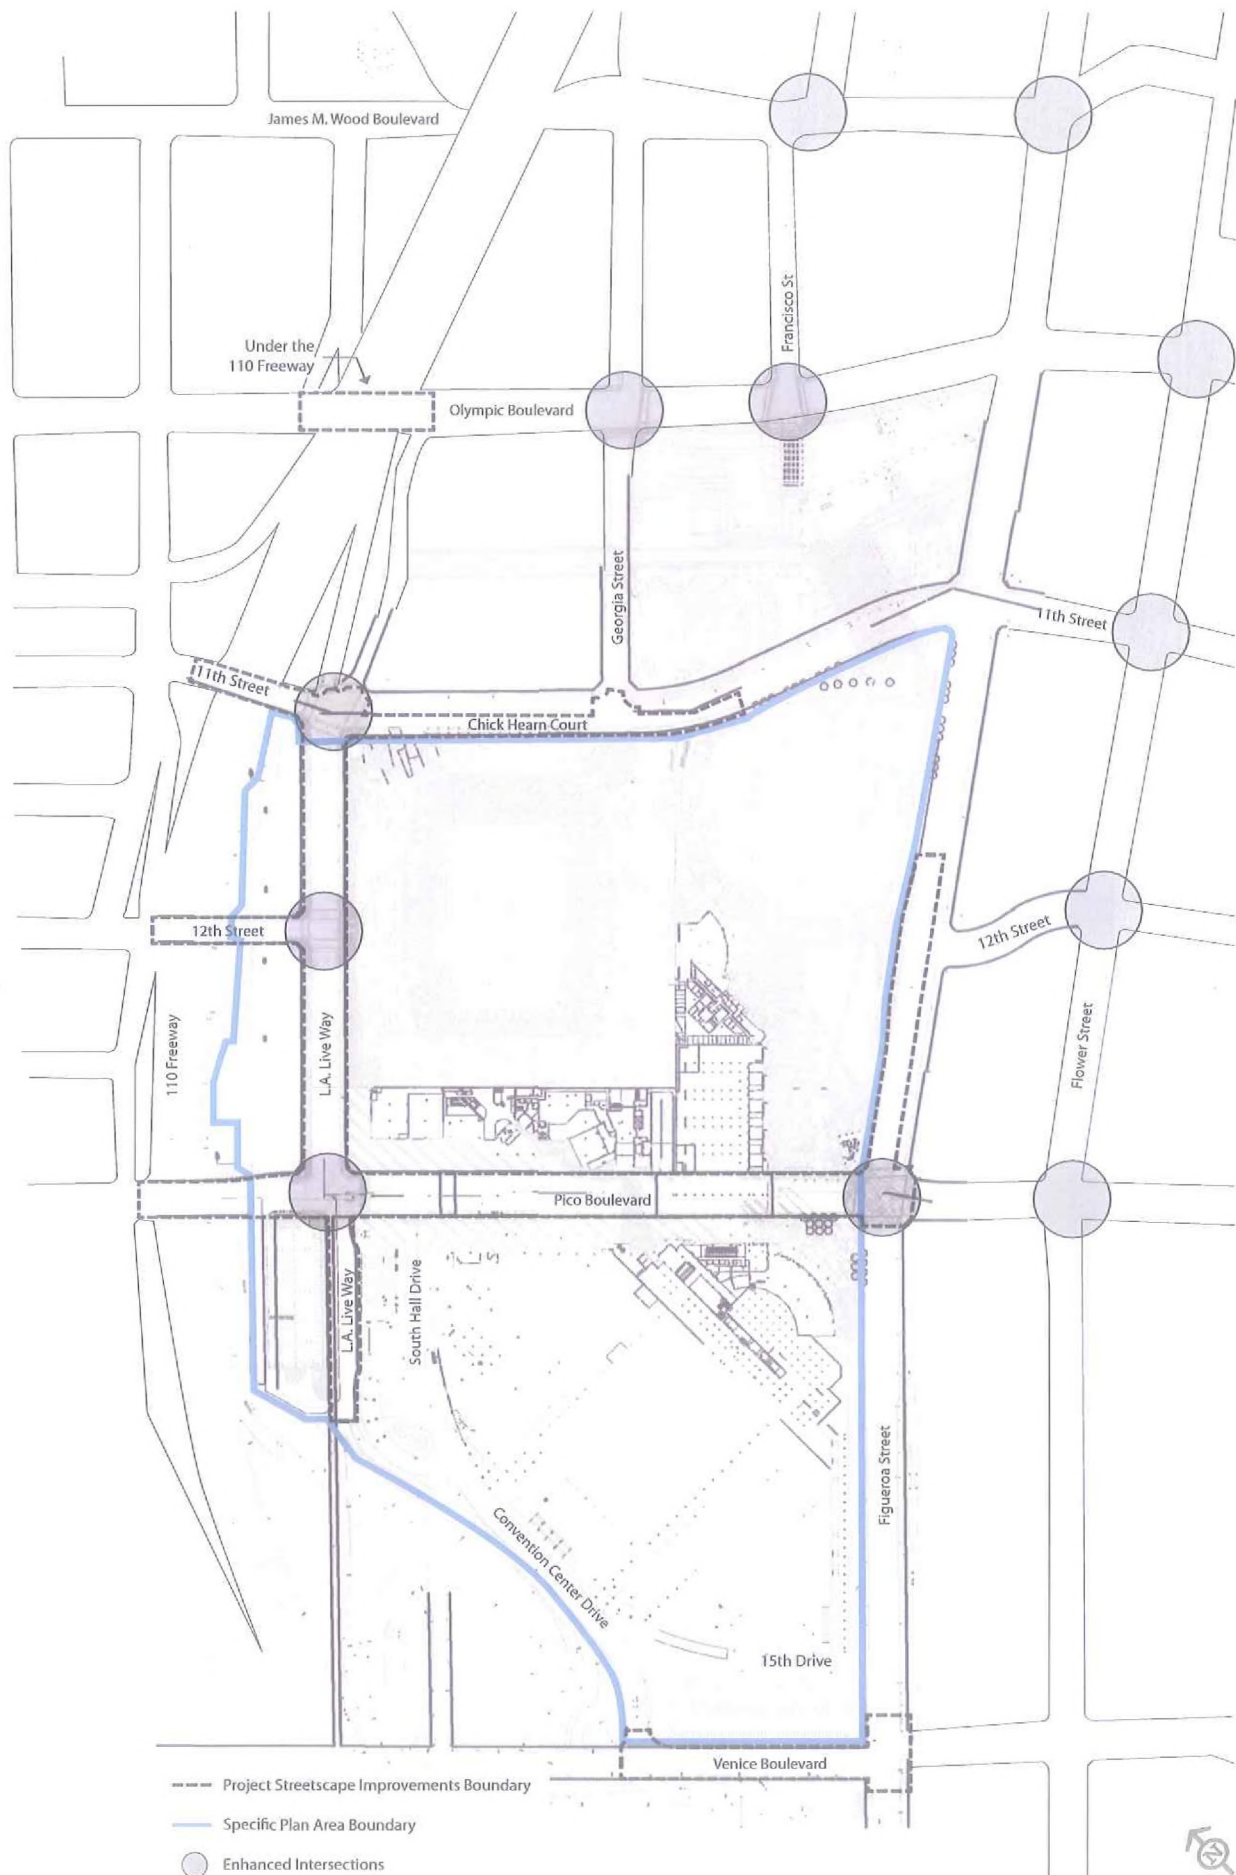 James M. Wood Boulevard
Francisco St
Under the
110 Freeway
Olympic Boulevard
Georgia Street
11th Street
11th Street
Chick Hearn Court
12th Street
12th Street
110 Freeway
L.A. Live Way
Flower Street
Pico Boulevard
L.A. Live Way
South Hall Drive
Figueroa Street
Convention Center Drive
15th Drive
Venice Boulevard
Project Streetscape Improvements Boundary
Specific Plan Area Boundary
Enhanced Intersections
N